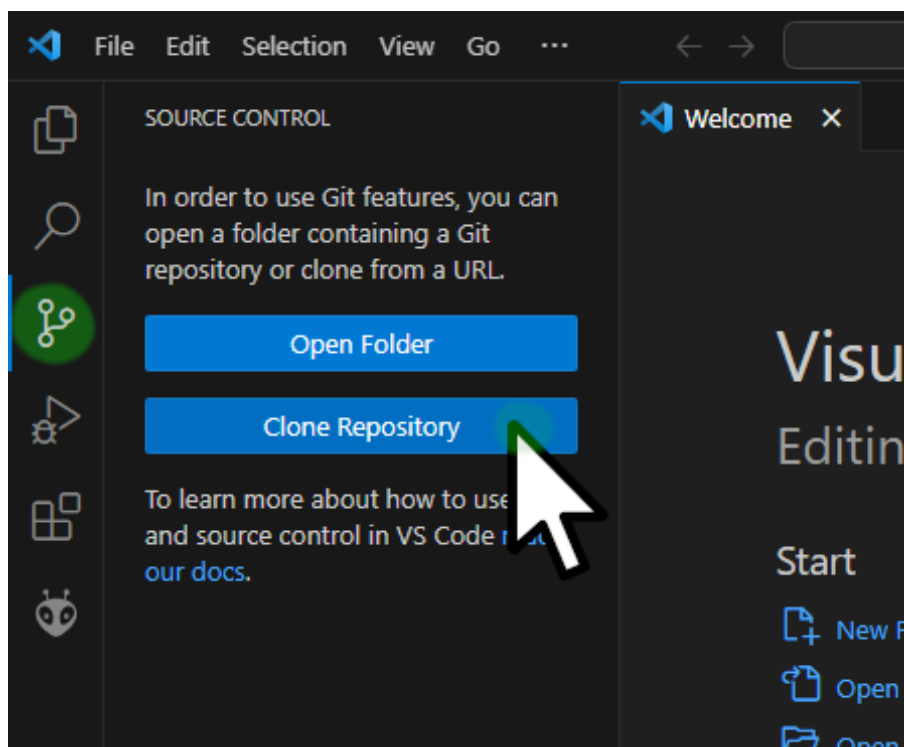 File Edit Selection View Go ...
SOURCE CONTROL
Welcome
In order to use Git features, you can
open a folder containing a Git
repository or clone from a URL.
Open Folder
Clone Repository
To learn more about how to use
and source control in VS Code
our docs.
Visu
Editin
Start
New F
Open
Open